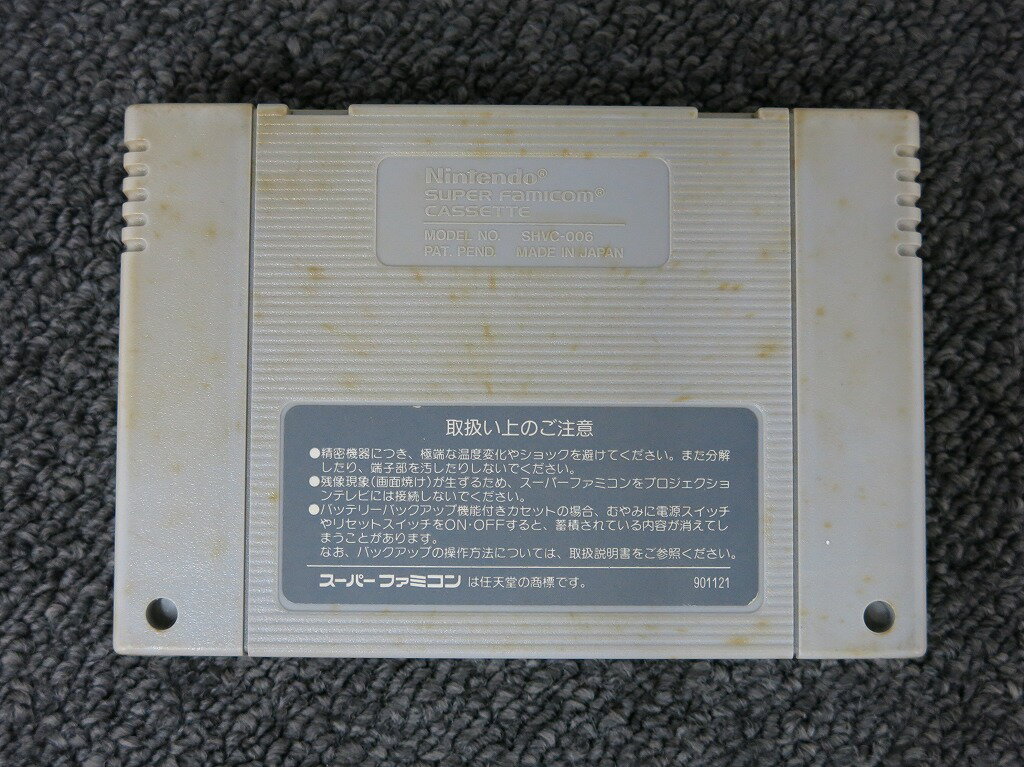 Nintendo®
SUPER Famicom®
CASSETTE
MODEL NO. SHVC-006
PAT. PEND. MADE IN JAPAN
取扱い上のご注意
●精密機器につき、極端な温度変化やショックを避けてください。また分解
したり、端子部を汚したりしないでください。
●残像現象(画面焼け)が生ずるため、スーパーファミコンをプロジェクショ
ンテレビには接続しないでください。
●バッテリーバックアップ機能付きカセットの場合、むやみに電源スイッチ
やリセットスイッチをON・OFFすると、蓄積されている内容が消えてし
まうことがあります。
なお、バックアップの操作方法については、取扱説明書をご参照ください。
スーパーファミコン は任天堂の商標です。 901121